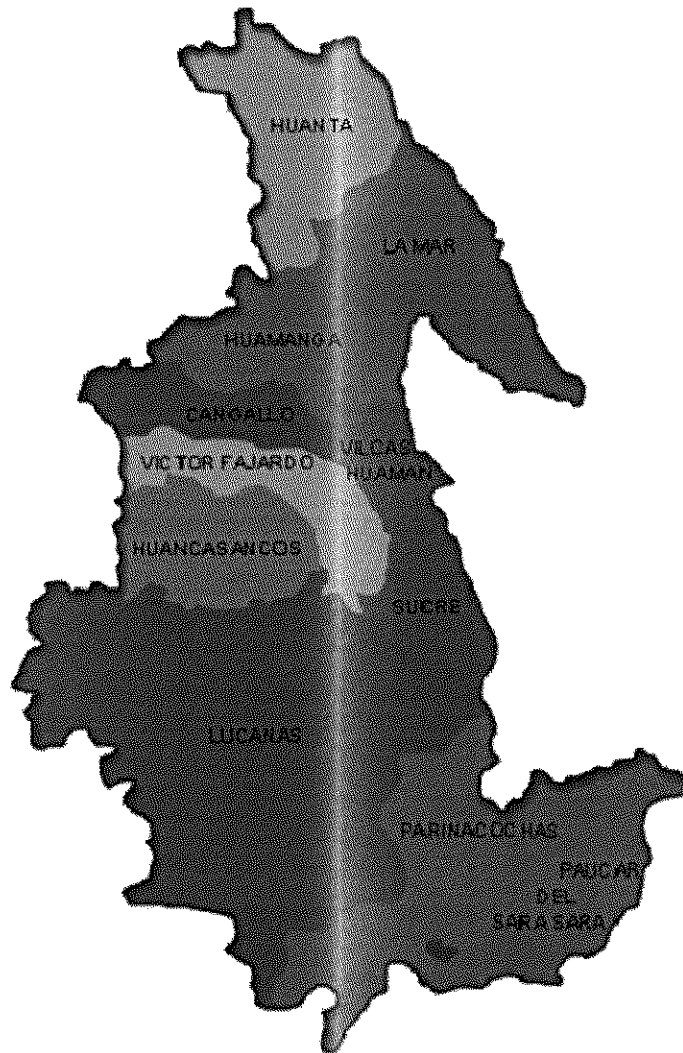 HUANTA
LA MAR
HUAMANGA
CANGALLO
VILCAS
VICTOR FAJARDO
HUAMAN
HUANCASANCOS
SUCRE
LUCANAS
PARINACOCHAS
PAUCAR
DEL
SARA SARA